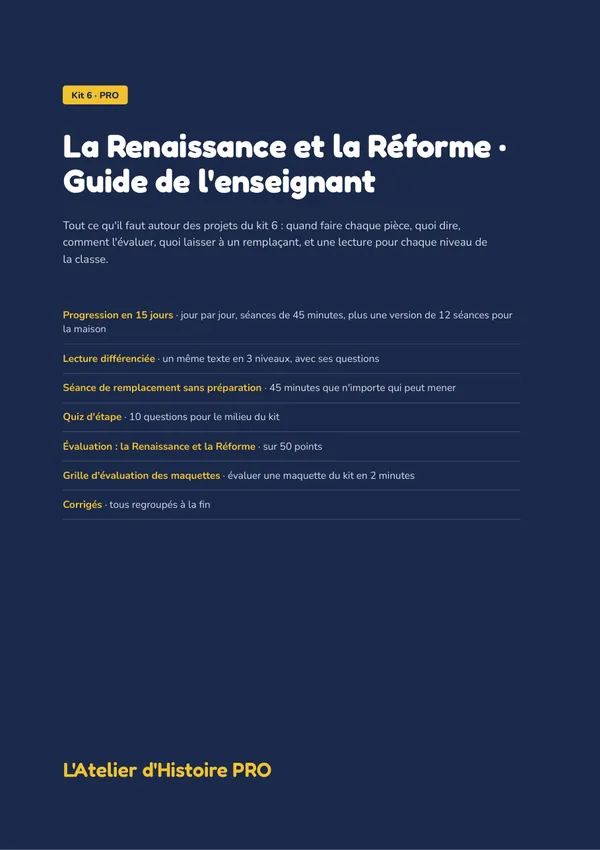 Kit 6 · PRO
La Renaissance et la Réforme ·
Guide de l'enseignant
Tout ce qu'il faut autour des projets du kit 6 : quand faire chaque pièce, quoi dire,
comment l'évaluer, quoi laisser à un remplaçant, et une lecture pour chaque niveau de
la classe.
Progression en 15 jours · jour par jour, séances de 45 minutes, plus une version de 12 séances pour
la maison
Lecture différenciée · un même texte en 3 niveaux, avec ses questions
Séance de remplacement sans préparation · 45 minutes que n'importe qui peut mener
Quiz d'étape · 10 questions pour le milieu du kit
Évaluation : la Renaissance et la Réforme · sur 50 points
Grille d'évaluation des maquettes · évaluer une maquette du kit en 2 minutes
Corrigés · tous regroupés à la fin
L'Atelier d'Histoire PRO